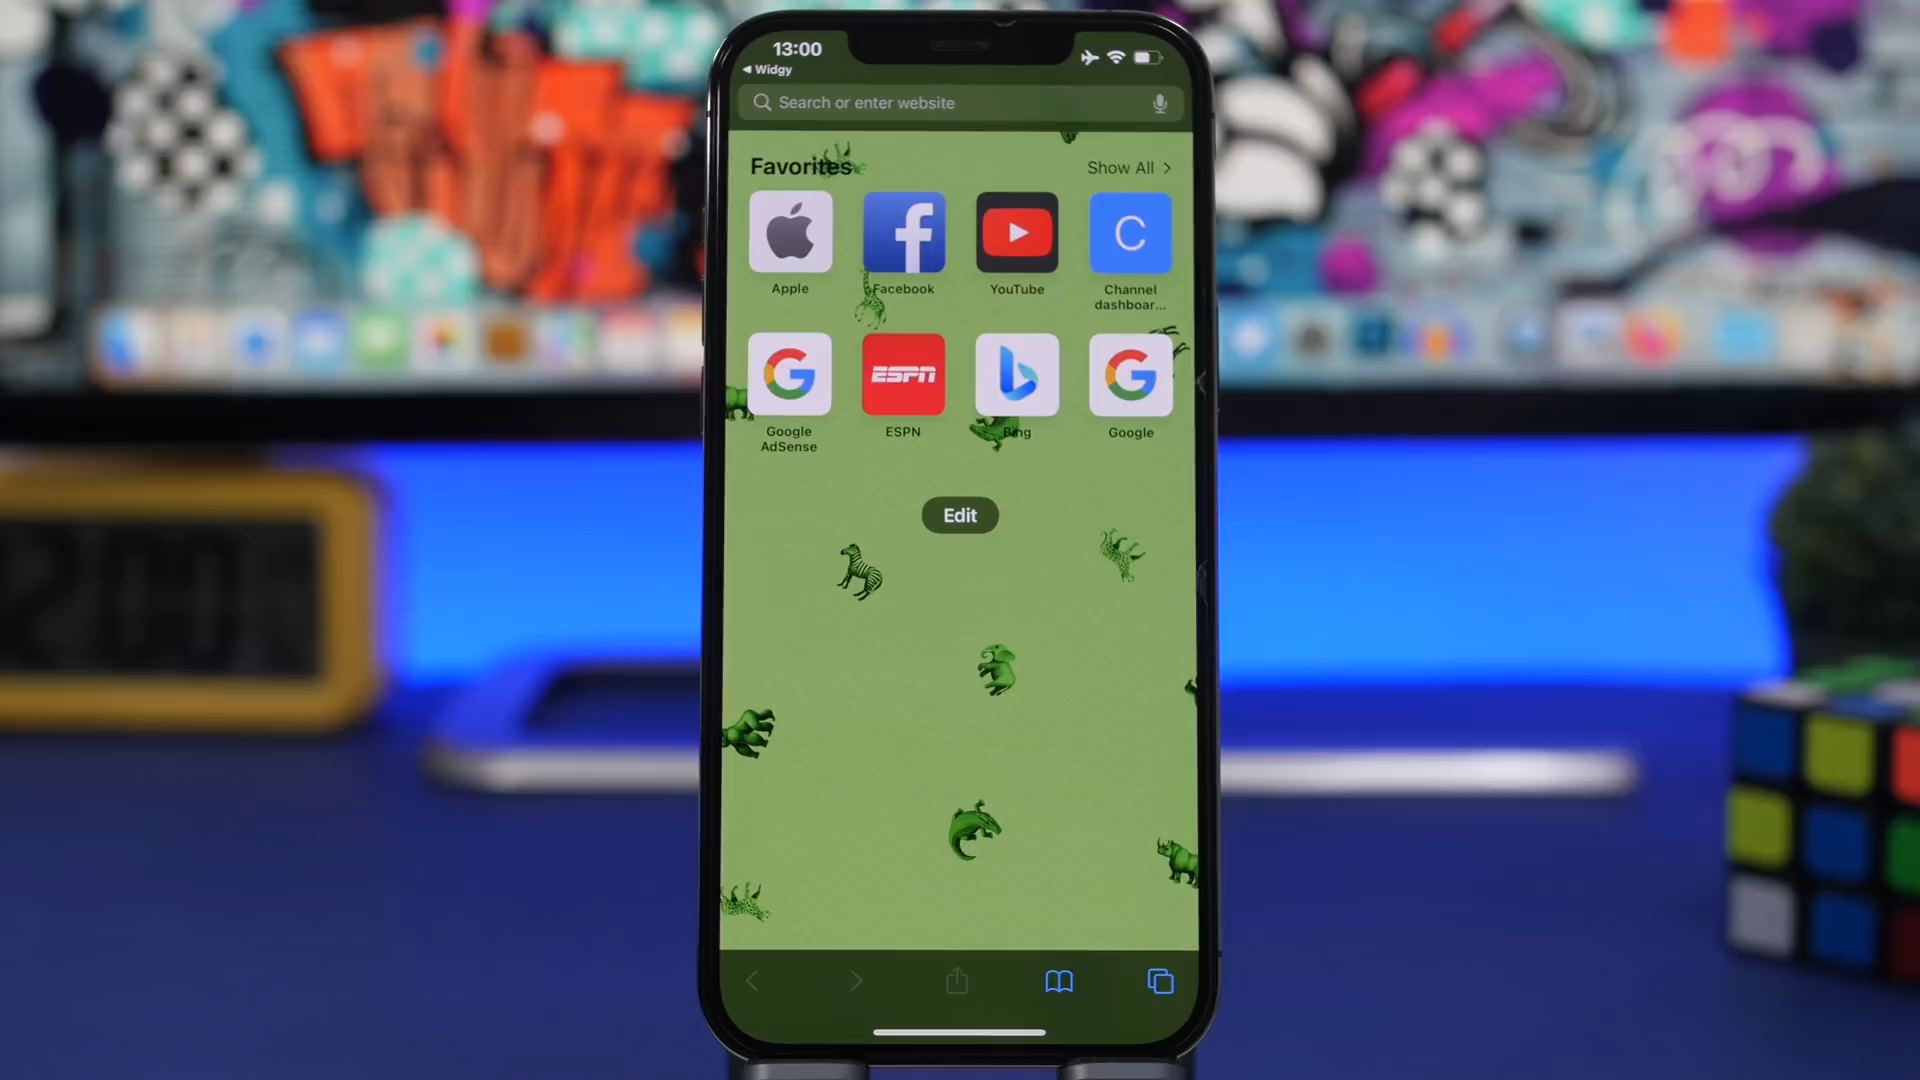 13:00
◀ Widgy
Search or enter website
Favorites
Show All >
C
Apple
Facebook
YouTube
Channel
dashboar...
ESPN
Google
AdSense
ESPN
Bing
Google
Edit